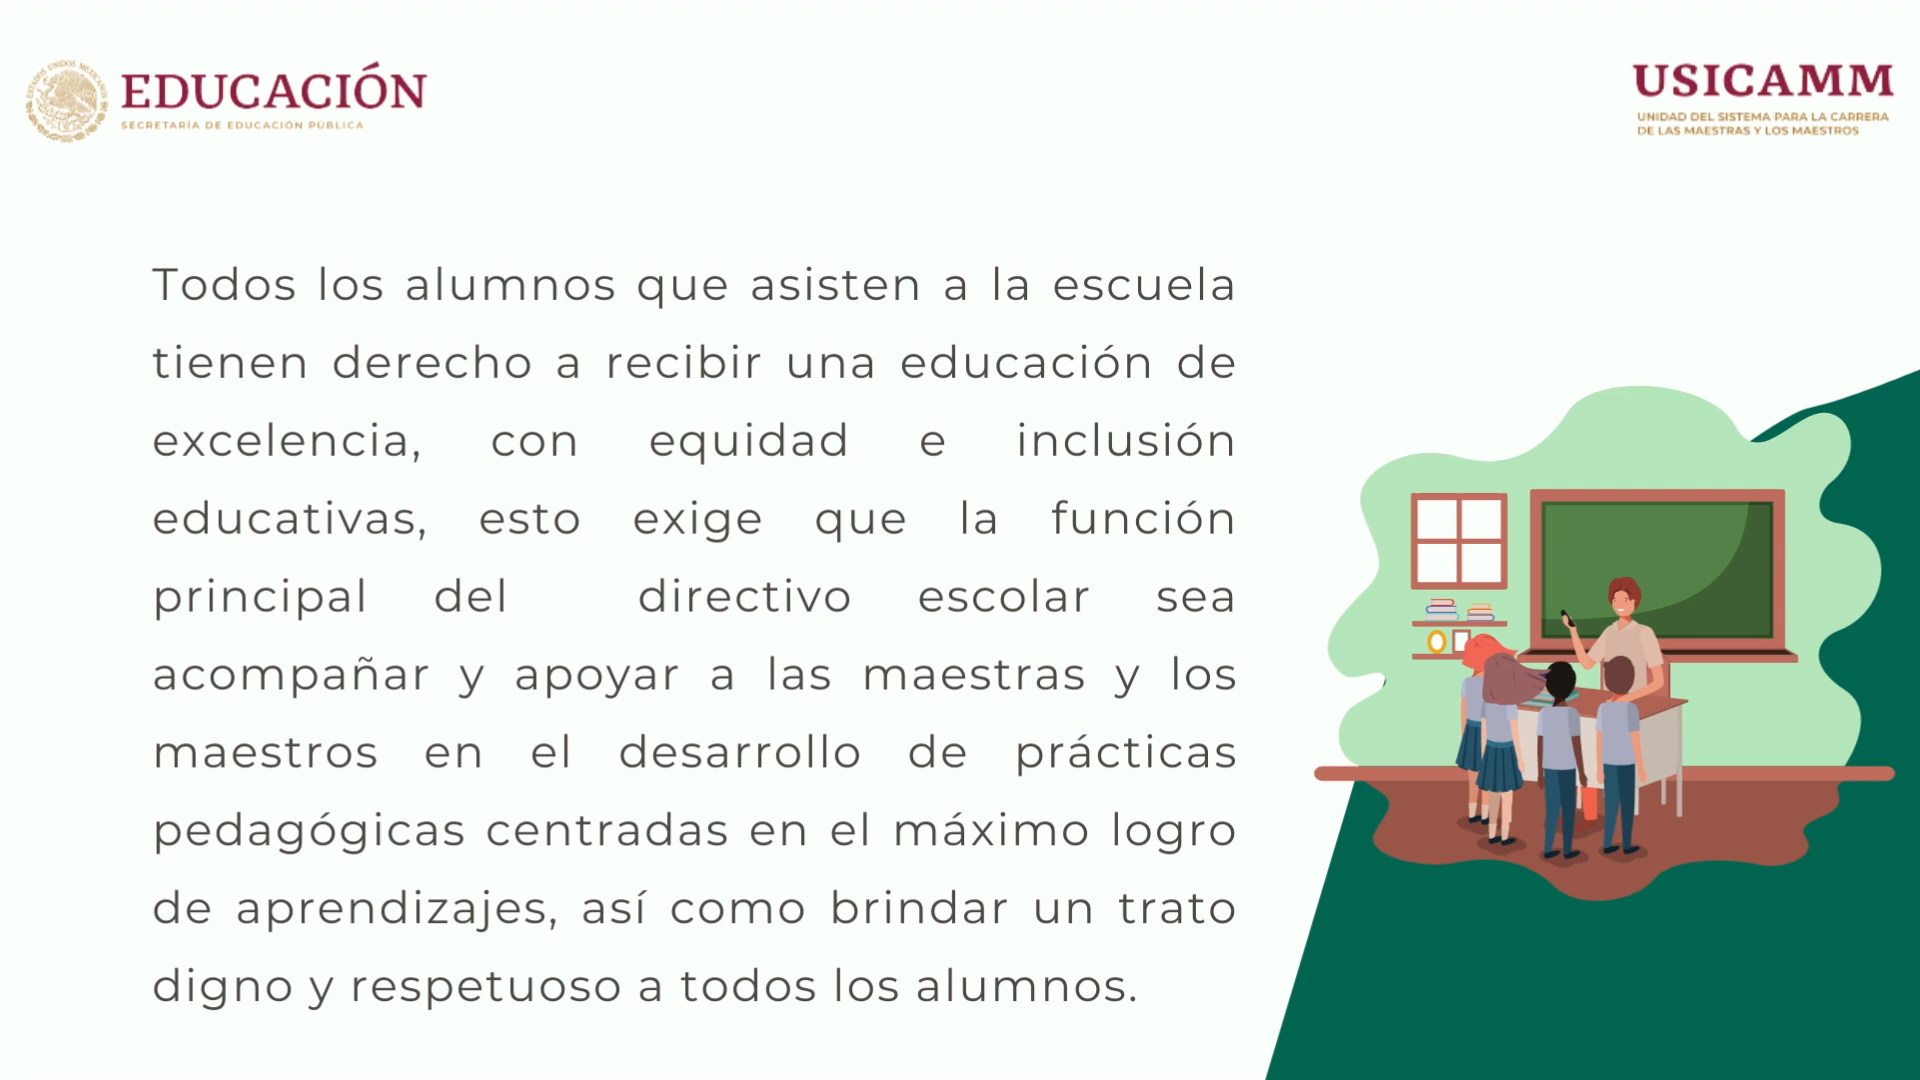 EDUCACIÓN
SECRETARÍA DE EDUCACIÓN PÚBLICA
USICAMM
UNIDAD DEL SISTEMA PARA LA CARRERA
DE LAS MAESTRAS Y LOS MAESTROS
Todos los alumnos que asisten a la escuela
tienen derecho a recibir una educación de
excelencia, con equidad e inclusión
educativas, esto exige que la función
principal del directivo escolar sea
acompañar y apoyar a las maestras y los
maestros en el desarrollo de prácticas
pedagógicas centradas en el máximo logro
de aprendizajes, así como brindar un trato
digno y respetuoso a todos los alumnos.